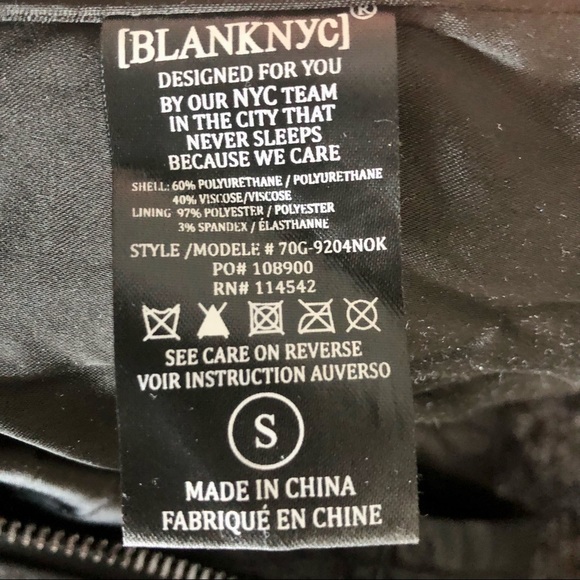 [BLANKNYC]®
DESIGNED FOR YOU
BY OUR NYC TEAM
IN THE CITY THAT
NEVER SLEEPS
BECAUSE WE CARE
SHELL: 60% POLYURETHANE / POLYURETHANE
40% VISCOSE/VISCOSE
LINING 97% POLYESTER / POLYESTER
3% SPANDEX / ÉLASTHANNE
STYLE /MODELE # 70G-9204NOK
PO# 108900
RN# 114542
SEE CARE ON REVERSE
VOIR INSTRUCTION AUVERSO
S
MADE IN CHINA
FABRIQUÉ EN CHINE